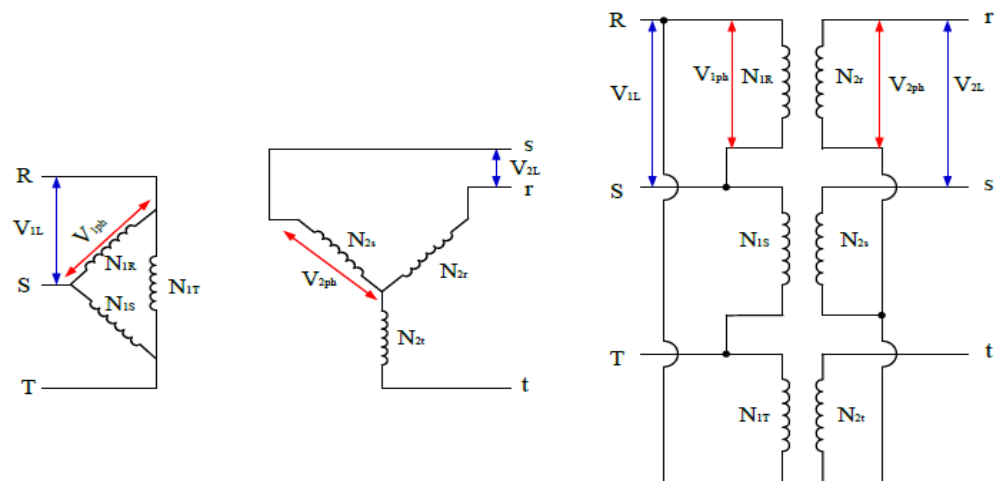 R
V1L
V1ph
N1R
S
N1S
N1T
T
s
V2L
r
N2s
N2r
V2ph
N2t
t
R
r
V1ph
N1R
N2r
V2ph
V1L
V2L
S
s
N1S
N2s
T
t
N1T
N2t